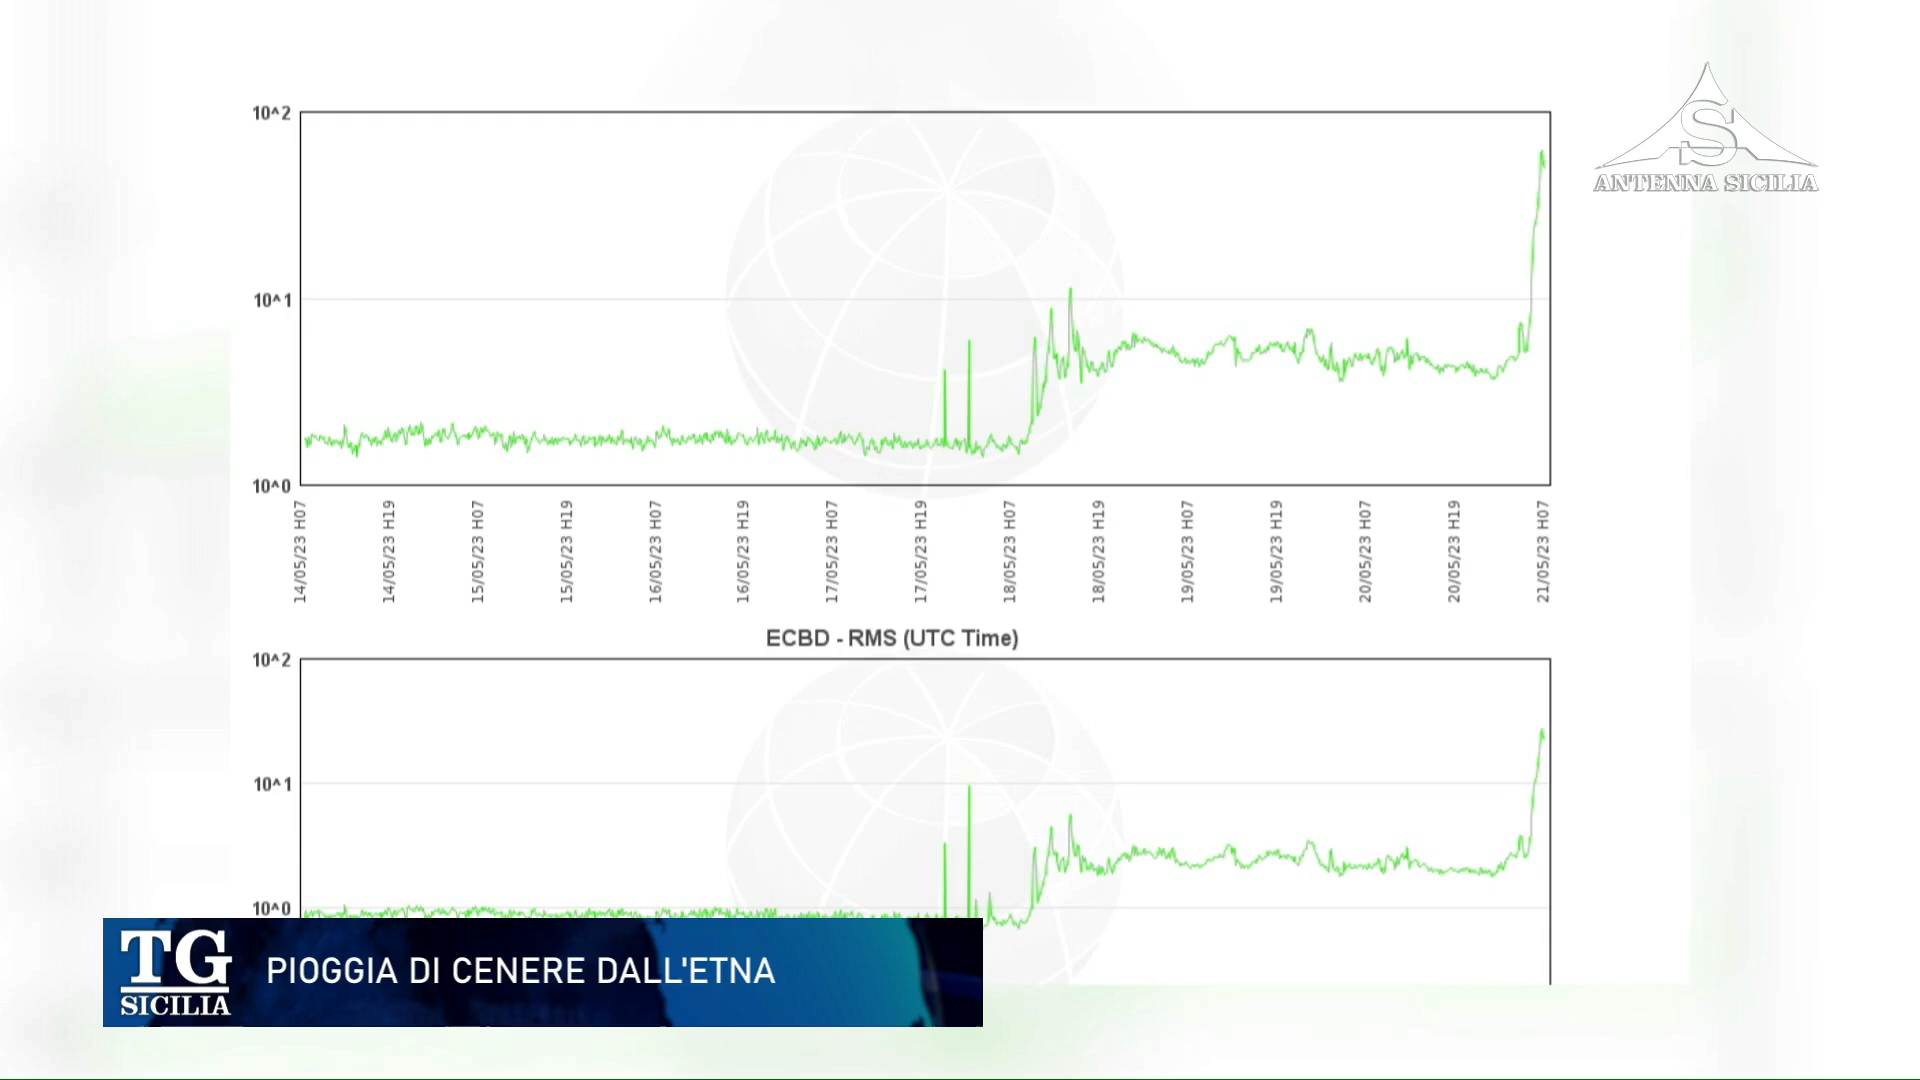 ANTENNA SICILIA
10^2
10^1
10^0
14/05/23 H07
14/05/23 H19
15/05/23 H07
15/05/23 H19
16/05/23 H07
16/05/23 H19
17/05/23 H07
17/05/23 H19
18/05/23 H07
18/05/23 H19
19/05/23 H07
19/05/23 H19
20/05/23 H07
20/05/23 H19
21/05/23 H07
ECBD - RMS (UTC Time)
10^2
10^1
10^0
TG
SICILIA
PIOGGIA DI CENERE DALL'ETNA